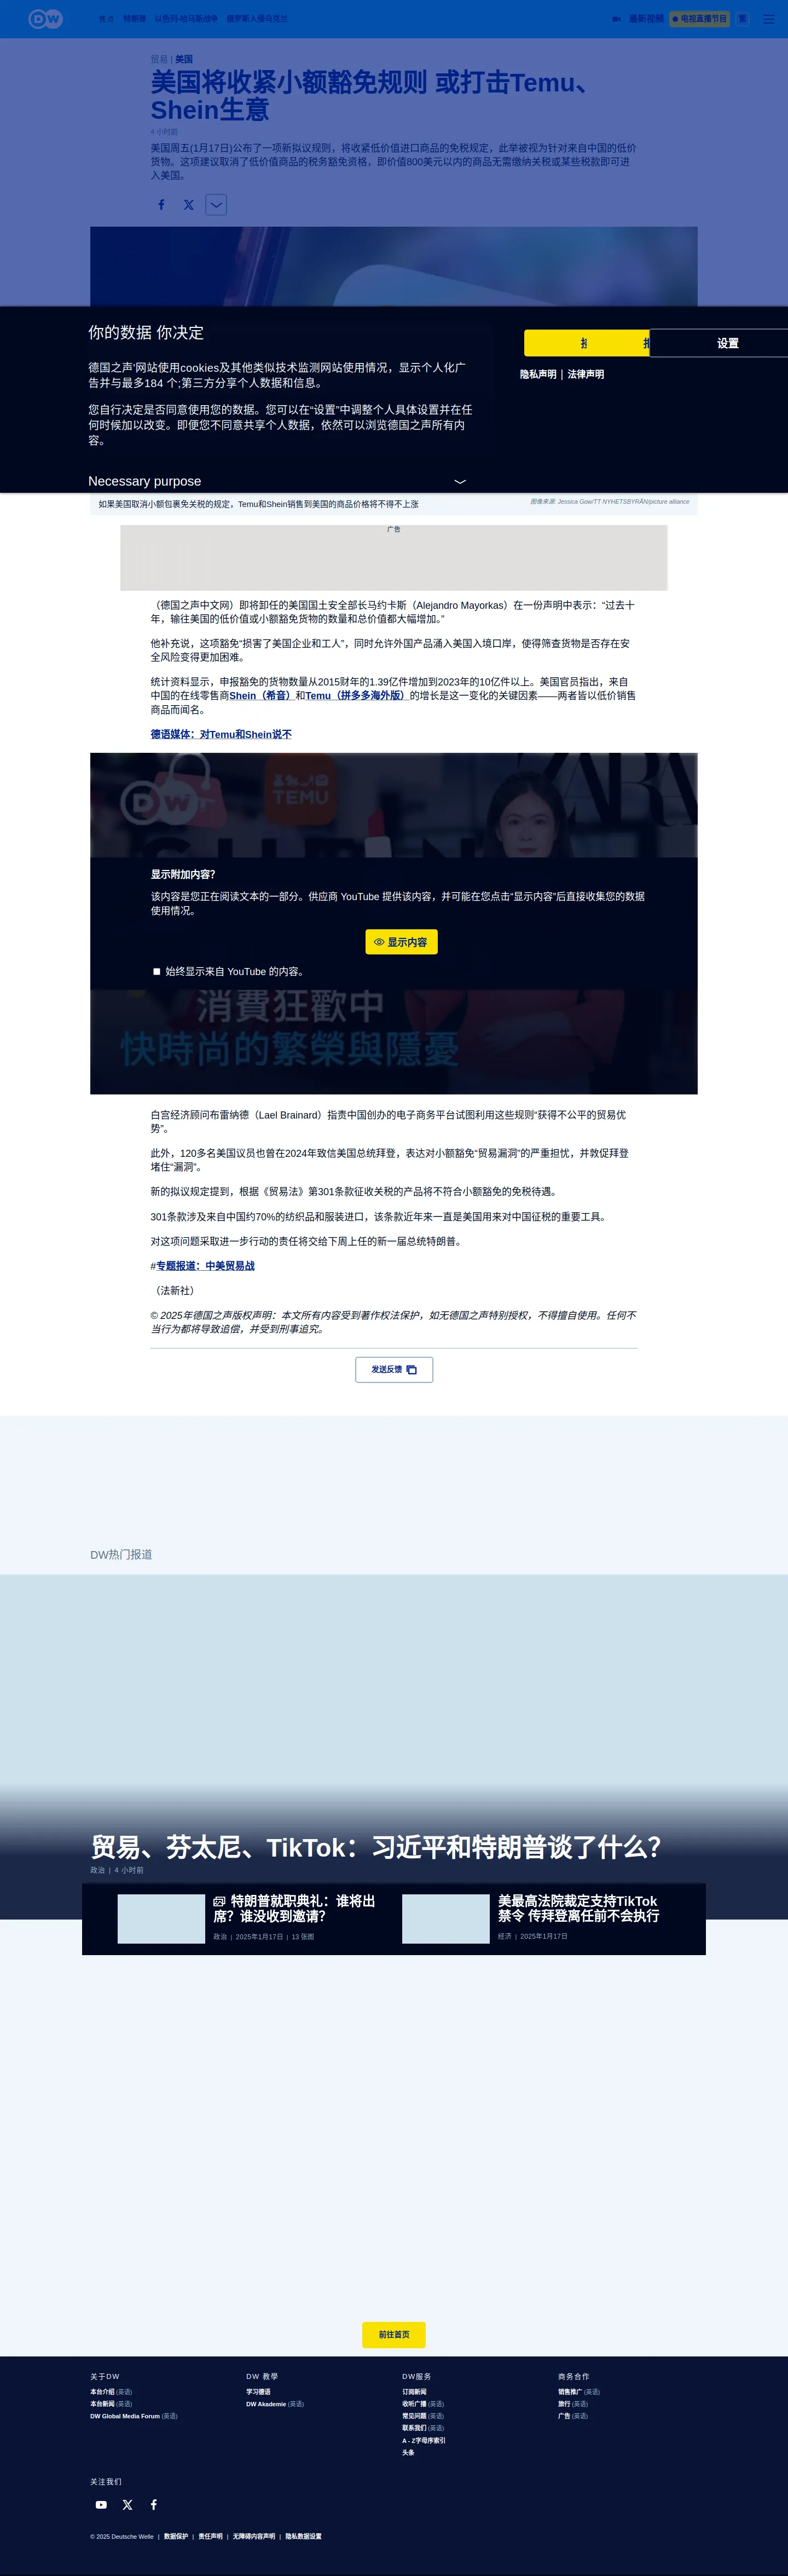 DW
焦点 特朗普 以色列-哈马斯战争 俄罗斯入侵乌克兰
最新视频 电视直播节目 繁
贸易 | 美国
美国将收紧小额豁免规则 或打击Temu、
Shein生意
4 小时前
美国周五(1月17日)公布了一项新拟议规则，将收紧低价值进口商品的免税规定，此举被视为针对来自中国的低价
货物。这项建议取消了低价值商品的税务豁免资格，即价值800美元以内的商品无需缴纳关税或某些税款即可进
入美国。
你的数据 你决定
设置
隐私声明 | 法律声明
德国之声'网站使用cookies及其他类似技术监测网站使用情况，显示个人化广
告并与最多184 个;第三方分享个人数据和信息。
您自行决定是否同意使用您的数据。您可以在“设置”中调整个人具体设置并在任
何时候加以改变。即便您不同意共享个人数据，依然可以浏览德国之声所有内
容。
Necessary purpose
如果美国取消小额包裹免关税的规定，Temu和Shein销售到美国的商品价格将不得不上涨
图像来源: Jessica Gow/TT NYHETSBYRÅN/picture alliance
广告
（德国之声中文网）即将卸任的美国国土安全部长马约卡斯（Alejandro Mayorkas）在一份声明中表示：“过去十
年，输往美国的低价值或小额豁免货物的数量和总价值都大幅增加。”
他补充说，这项豁免“损害了美国企业和工人”，同时允许外国产品涌入美国入境口岸，使得筛查货物是否存在安
全风险变得更加困难。
统计资料显示，申报豁免的货物数量从2015财年的1.39亿件增加到2023年的10亿件以上。美国官员指出，来自
中国的在线零售商Shein（希音）和Temu（拼多多海外版）的增长是这一变化的关键因素——两者皆以低价销售
商品而闻名。
德语媒体：对Temu和Shein说不
DW
TEMU
显示附加内容？
该内容是您正在阅读文本的一部分。供应商 YouTube 提供该内容，并可能在您点击“显示内容”后直接收集您的数据
使用情况。
显示内容
始终显示来自 YouTube 的内容。
消費狂歡中
快時尚的繁榮與隱憂
白宫经济顾问布雷纳德（Lael Brainard）指责中国创办的电子商务平台试图利用这些规则“获得不公平的贸易优
势”。
此外，120多名美国议员也曾在2024年致信美国总统拜登，表达对小额豁免“贸易漏洞”的严重担忧，并敦促拜登
堵住“漏洞”。
新的拟议规定提到，根据《贸易法》第301条款征收关税的产品将不符合小额豁免的免税待遇。
301条款涉及来自中国约70%的纺织品和服装进口，该条款近年来一直是美国用来对中国征税的重要工具。
对这项问题采取进一步行动的责任将交给下周上任的新一届总统特朗普。
#专题报道：中美贸易战
（法新社）
© 2025年德国之声版权声明：本文所有内容受到著作权法保护，如无德国之声特别授权，不得擅自使用。任何不
当行为都将导致追偿，并受到刑事追究。
发送反馈
DW热门报道
贸易、芬太尼、TikTok：习近平和特朗普谈了什么？
政治 | 4 小时前
特朗普就职典礼：谁将出
席？谁没收到邀请？
政治 | 2025年1月17日 | 13 张图
美最高法院裁定支持TikTok
禁令 传拜登离任前不会执行
经济 | 2025年1月17日
前往首页
关于DW
本台介绍 (英语)
本台新闻 (英语)
DW Global Media Forum (英语)
DW 教學
学习德语
DW Akademie (英语)
DW服务
订阅新闻
收听广播 (英语)
常见问题 (英语)
联系我们 (英语)
A - Z字母序索引
头条
商务合作
销售推广 (英语)
旅行 (英语)
广告 (英语)
关注我们
© 2025 Deutsche Welle | 数据保护 | 责任声明 | 无障碍内容声明 | 隐私数据设置